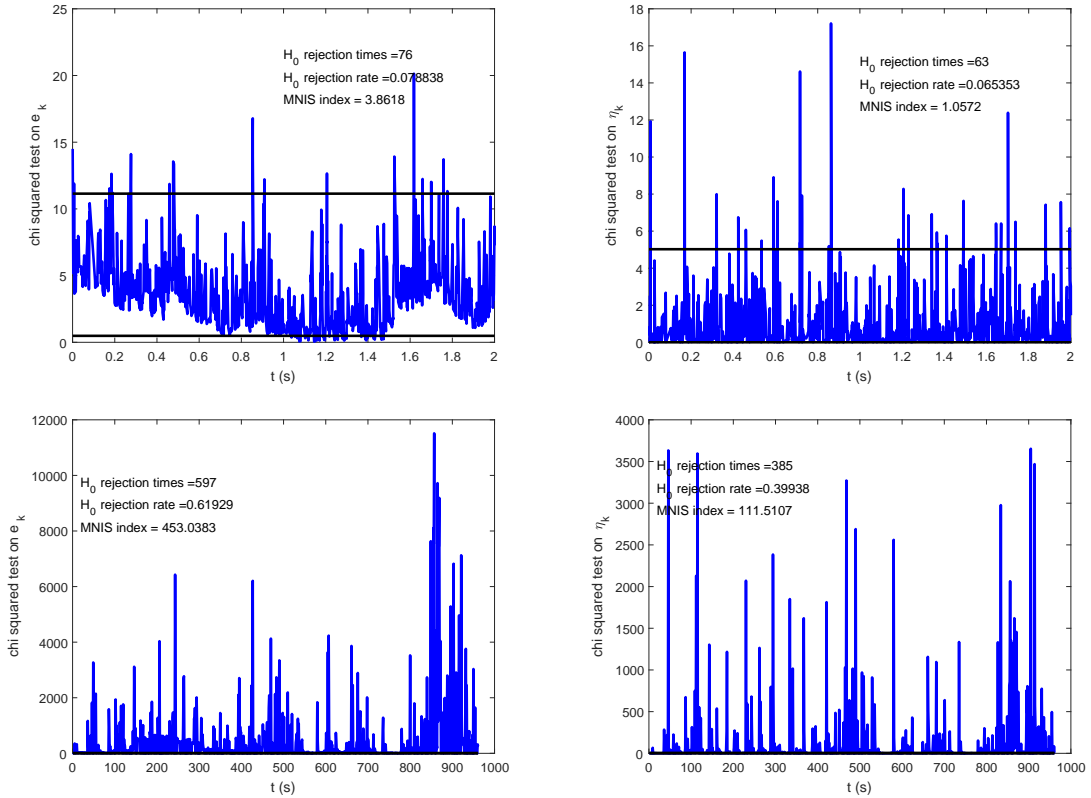 25
20
15
10
5
0
chi squared test on e k
H0 rejection times =76
H0 rejection rate =0.078838
MNIS index = 3.8618
0 0.2 0.4 0.6 0.8 1 1.2 1.4 1.6 1.8 2
t (s)
18
16
14
12
10
8
6
4
2
0
chi squared test on ηk
H0 rejection times =63
H0 rejection rate =0.065353
MNIS index = 1.0572
0 0.2 0.4 0.6 0.8 1 1.2 1.4 1.6 1.8 2
t (s)
12000
10000
8000
6000
4000
2000
0
chi squared test on e k
H0 rejection times =597
H0 rejection rate =0.61929
MNIS index = 453.0383
0 100 200 300 400 500 600 700 800 900 1000
t (s)
4000
3500
3000
2500
2000
1500
1000
500
0
chi squared test on ηk
H0 rejection times =385
H0 rejection rate =0.39938
MNIS index = 111.5107
0 100 200 300 400 500 600 700 800 900 1000
t (s)